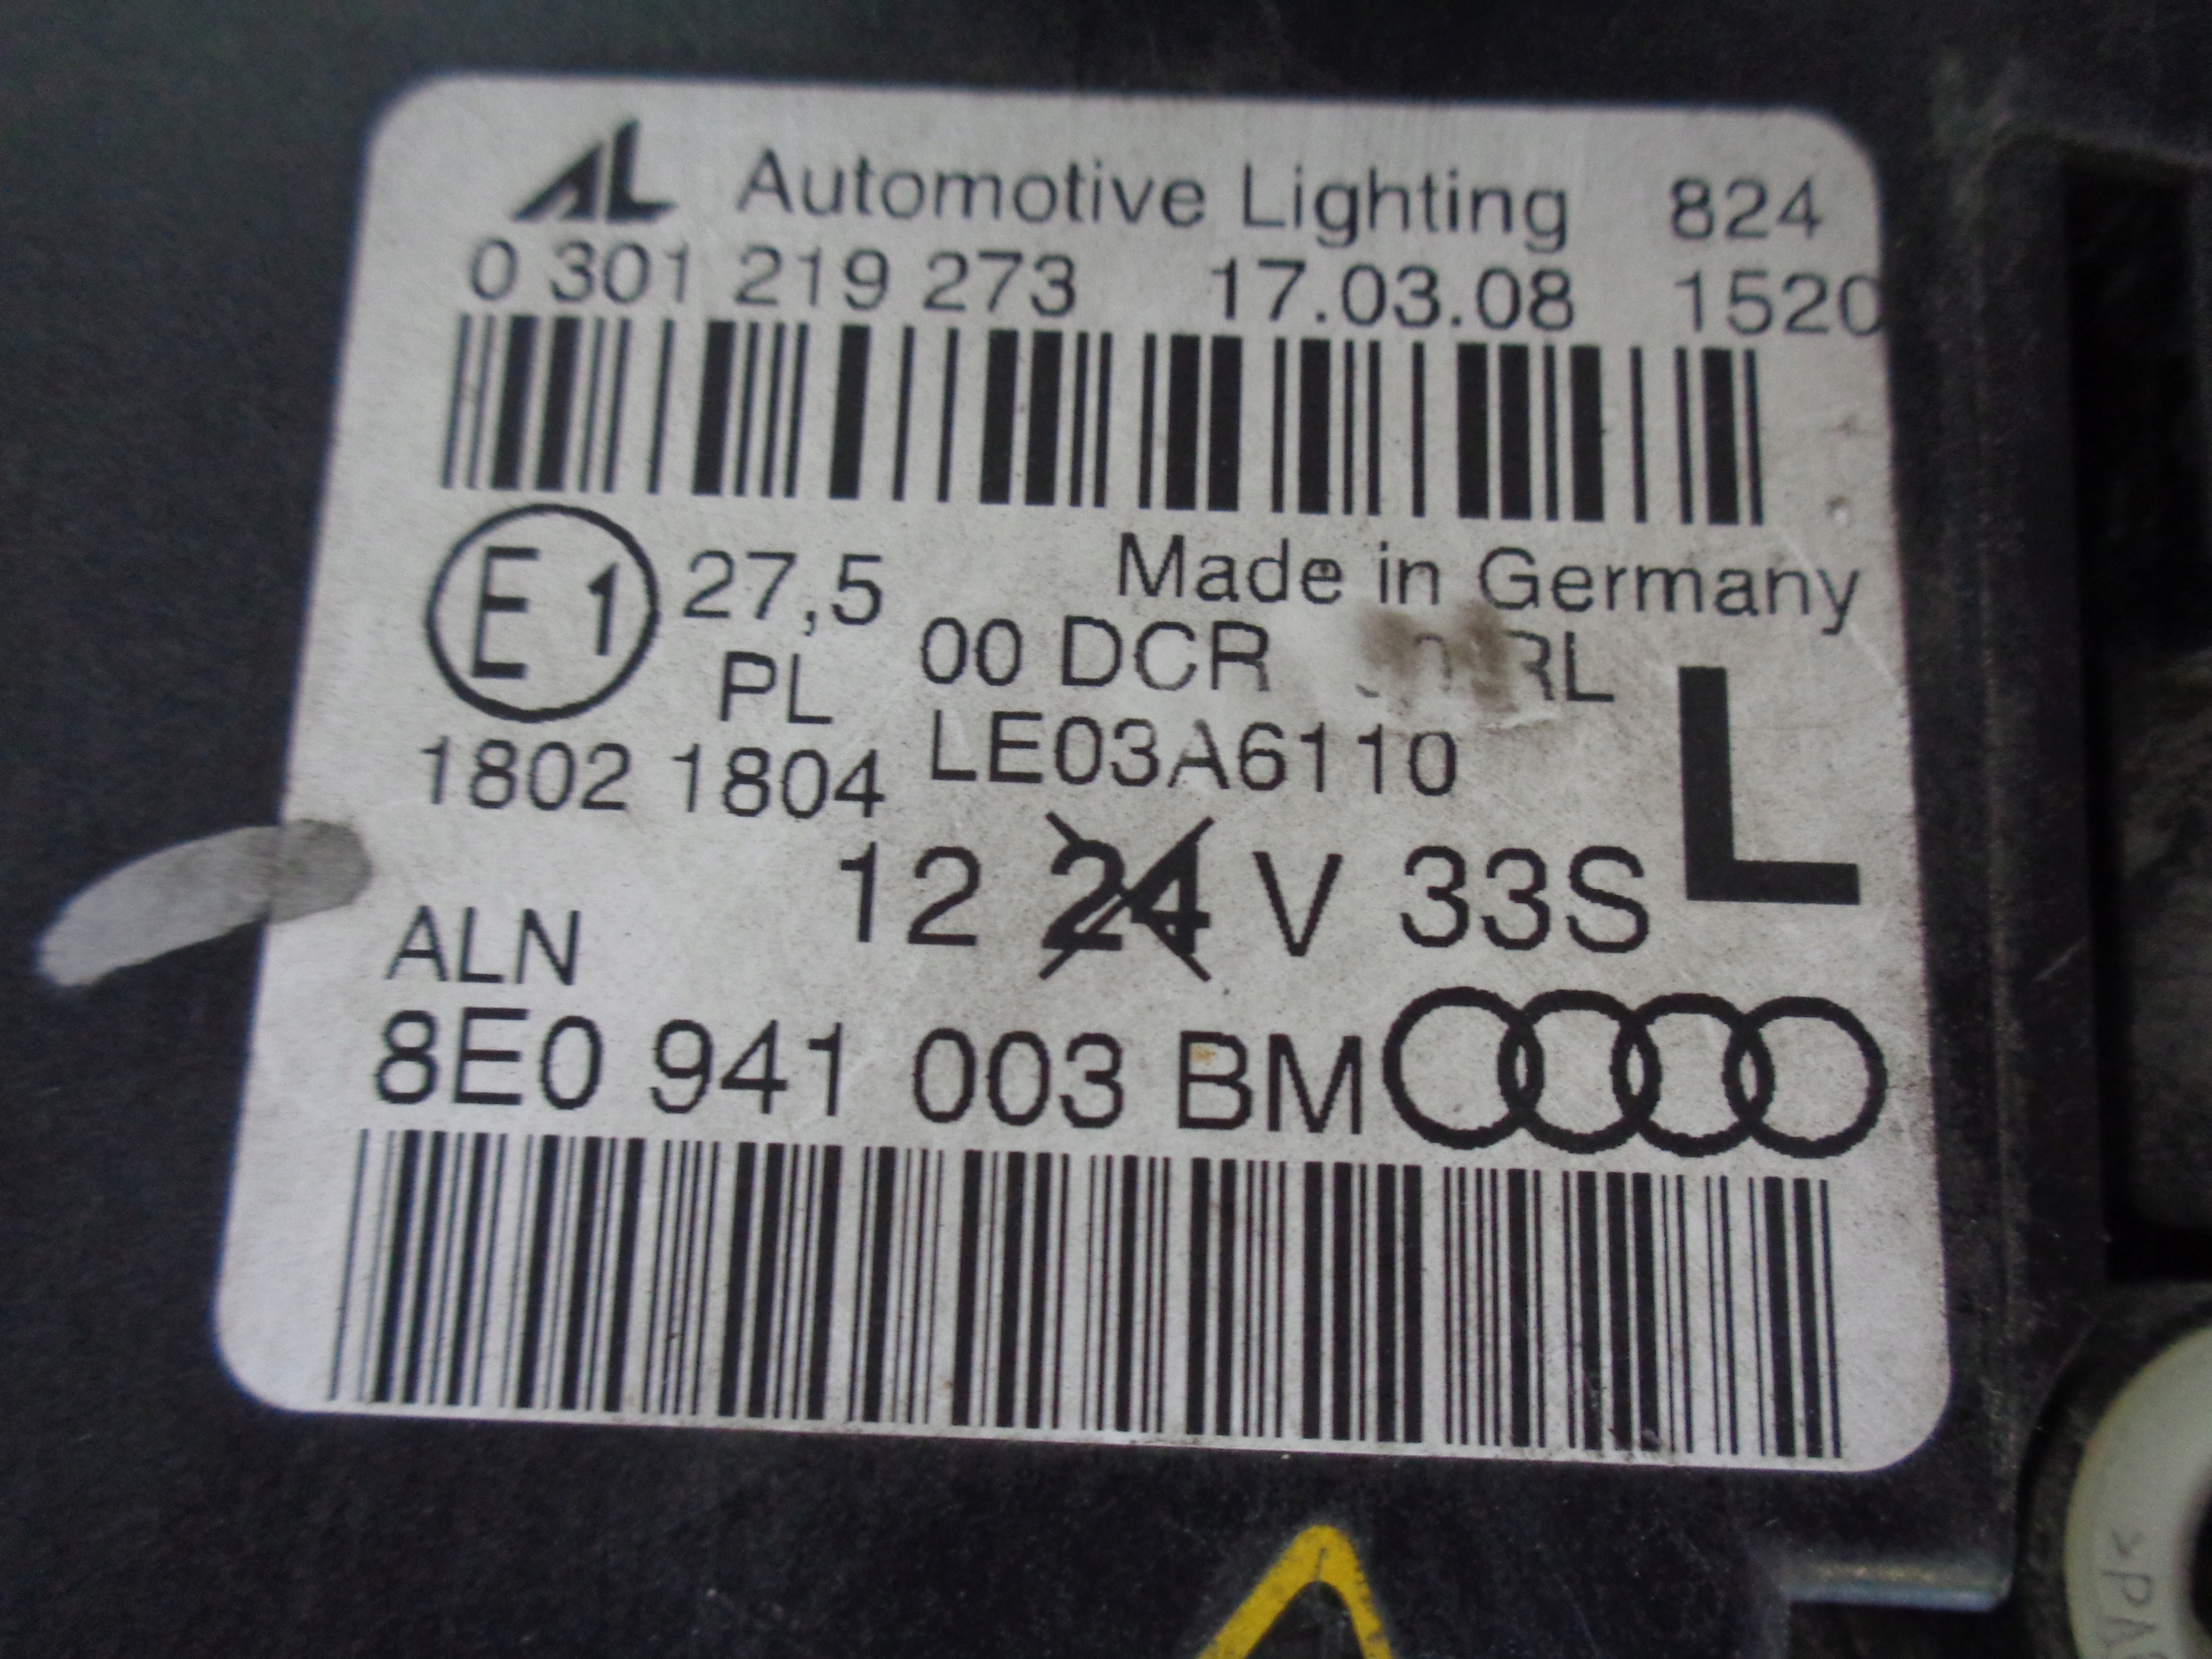 AL Automotive Lighting 824
0 301 219 273 17.03.08 1520
E1 27,5 Made in Germany
PL 00 DCR RL
1802 1804 LE03A6110 L
12 24 V 33S
ALN
8E0 941 003 BM